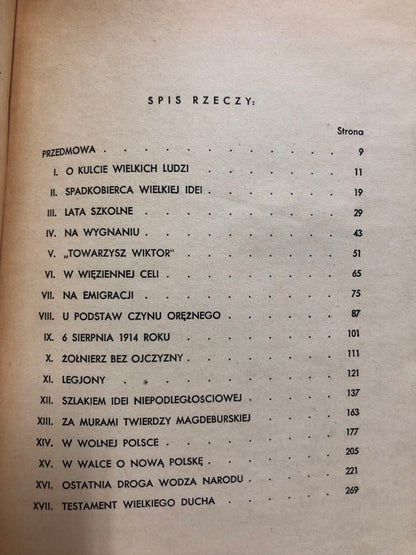 SPIS RZECZY:
Strona
PRZEDMOWA . . . . . . . . . . . . 9
I. O KULCIE WIELKICH LUDZI . . . . . . . 11
II. SPADKOBIERCA WIELKIEJ IDEI . . . . . . 19
III. LATA SZKOLNE . . . . . . . . . . 29
IV. NA WYGNANIU . . . . . . . . . . 43
V. „TOWARZYSZ WIKTOR" . . . . . . . . 51
VI. W WIĘZIENNEJ CELI . . . . . . . . . 65
VII. NA EMIGRACJI . . . . . . . . . . 75
VIII. U PODSTAW CZYNU ORĘŻNEGO . . . . . . 87
IX. 6 SIERPNIA 1914 ROKU . . . . . . . . 101
X. ŻOŁNIERZ BEZ OJCZYZNY . . . . . . . 111
XI. LEGJONY . . . . . . . . . . . 121
XII. SZLAKIEM IDEI NIEPODLEGŁOŚCIOWEJ . . . . 137
XIII. ZA MURAMI TWIERDZY MAGDEBURSKIEJ . . . . 163
XIV. W WOLNEJ POLSCE . . . . . . . . . 177
XV. W WALCE O NOWĄ POLSKĘ . . . . . . . 205
XVI. OSTATNIA DROGA WODZA NARODU . . . . . 221
XVII. TESTAMENT WIELKIEGO DUCHA . . . . . . 269